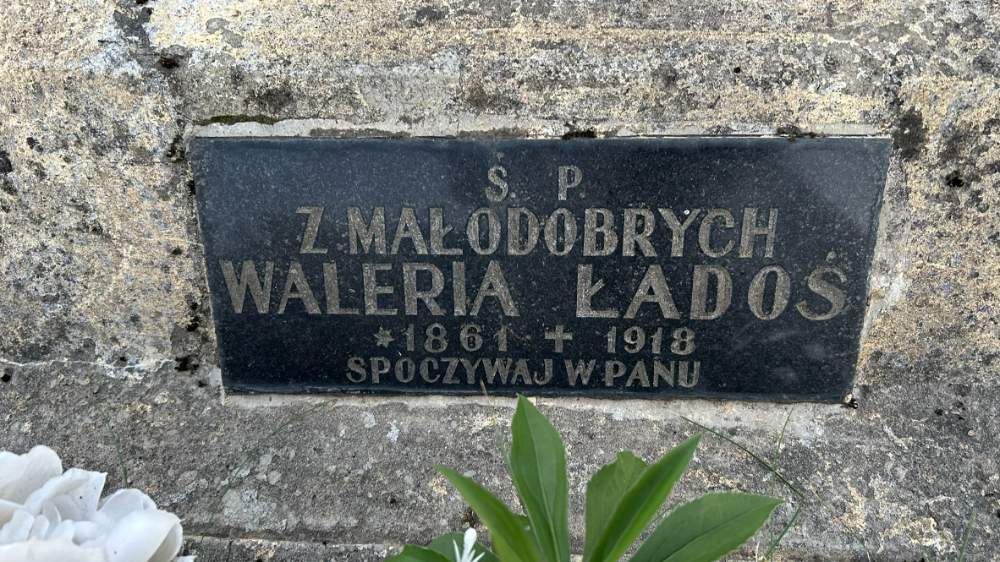 Ś. P.
Z MAŁODOBRYCH
WALERIA ŁADOŚ
*1861 + 1918
SPOCZYWAJ W PANU